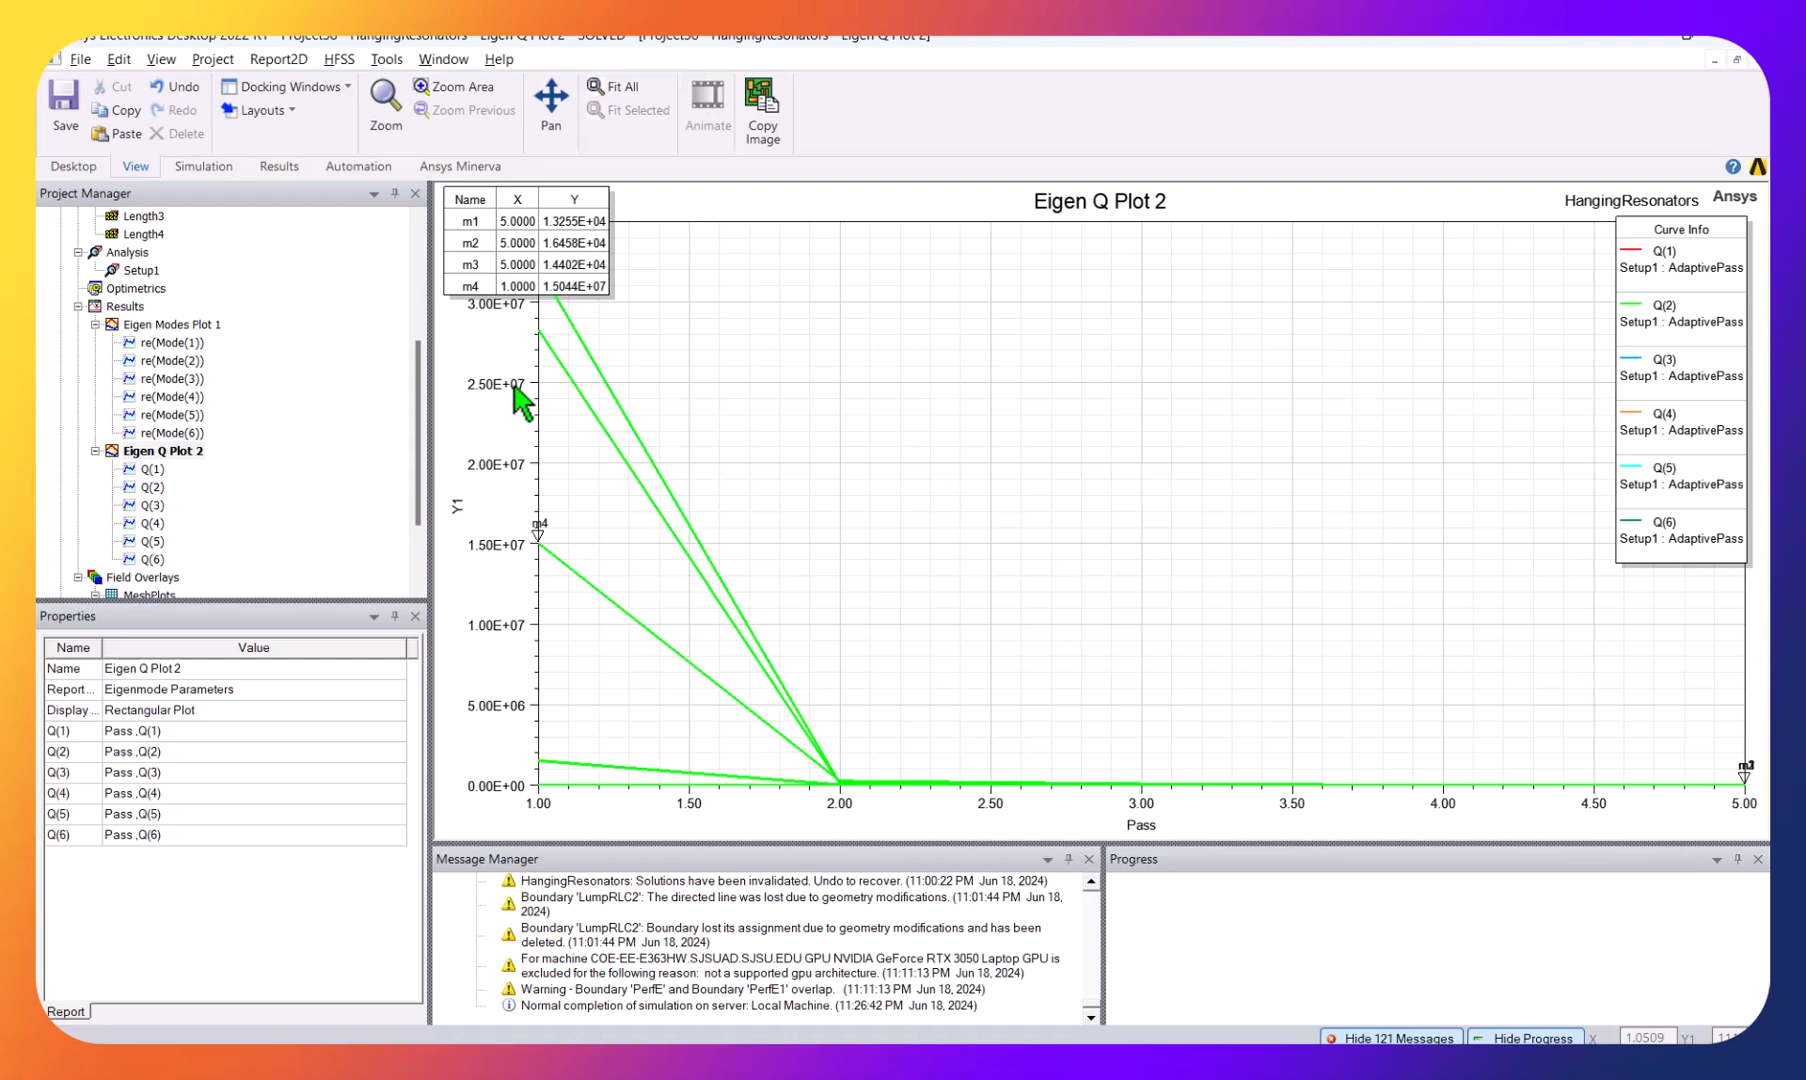 File Edit View Project Report2D HFSS Tools Window Help
Save
Cut
Copy
Paste
Undo
Redo
Delete
Docking Windows
Layouts
Zoom
Zoom Area
Zoom Previous
Pan
Fit All
Fit Selected
Animate
Copy
Image
Desktop View Simulation Results Automation Ansys Minerva
Project Manager
Length3
Length4
Analysis
Setup1
Optimetrics
Results
Eigen Modes Plot 1
re(Mode(1))
re(Mode(2))
re(Mode(3))
re(Mode(4))
re(Mode(5))
re(Mode(6))
Eigen Q Plot 2
Q(1)
Q(2)
Q(3)
Q(4)
Q(5)
Q(6)
Field Overlays
MeshPlots
Properties
Name Value
Name Eigen Q Plot 2
Report... Eigenmode Parameters
Display ... Rectangular Plot
Q(1) Pass ,Q(1)
Q(2) Pass ,Q(2)
Q(3) Pass ,Q(3)
Q(4) Pass ,Q(4)
Q(5) Pass ,Q(5)
Q(6) Pass ,Q(6)
Report
Name X Y
m1 5.0000 1.3255E+04
m2 5.0000 1.6458E+04
m3 5.0000 1.4402E+04
m4 1.0000 1.5044E+07
Eigen Q Plot 2
HangingResonators
Ansys
Curve Info
Q(1)
Setup1 : AdaptivePass
Q(2)
Setup1 : AdaptivePass
Q(3)
Setup1 : AdaptivePass
Q(4)
Setup1 : AdaptivePass
Q(5)
Setup1 : AdaptivePass
Q(6)
Setup1 : AdaptivePass
3.00E+07
2.50E+07
2.00E+07
1.50E+07
1.00E+07
5.00E+06
0.00E+00
Y1
m4
1.00 1.50 2.00 2.50 3.00 3.50 4.00 4.50 5.00
Pass
Message Manager
HangingResonators: Solutions have been invalidated. Undo to recover. (11:00:22 PM Jun 18, 2024)
Boundary 'LumpRLC2': The directed line was lost due to geometry modifications. (11:01:44 PM Jun 18,
2024)
Boundary 'LumpRLC2': Boundary lost its assignment due to geometry modifications and has been
deleted. (11:01:44 PM Jun 18, 2024)
For machine COE-EE-E363HW.SJSUAD.SJSU.EDU GPU NVIDIA GeForce RTX 3050 Laptop GPU is
excluded for the following reason: not a supported gpu architecture. (11:11:13 PM Jun 18, 2024)
Warning - Boundary 'PerfE' and Boundary 'PerfE1' overlap. (11:11:13 PM Jun 18, 2024)
Normal completion of simulation on server: Local Machine. (11:26:42 PM Jun 18, 2024)
Progress
Hide 121 Messages
Hide Progress
X 1.0509 Y1